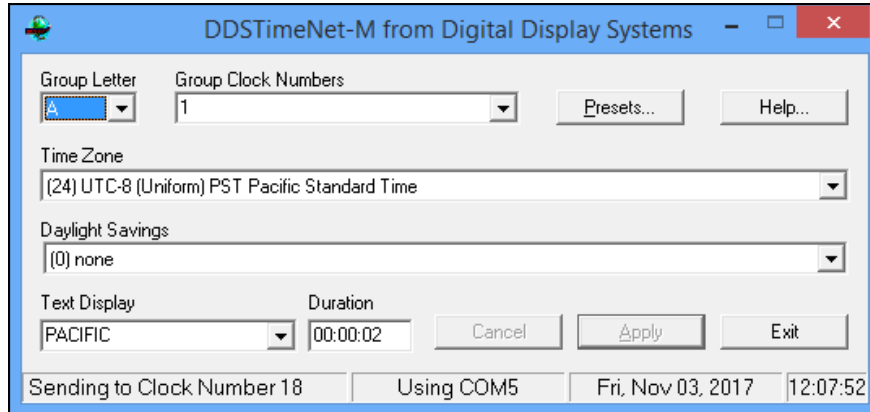 DDSTimeNet-M from Digital Display Systems
Group Letter Group Clock Numbers
A 1 Presets... Help...
Time Zone
(24) UTC-8 (Uniform) PST Pacific Standard Time
Daylight Savings
(0) none
Text Display Duration
PACIFIC 00:00:02 Cancel Apply Exit
Sending to Clock Number 18 Using COM5 Fri, Nov 03, 2017 12:07:52